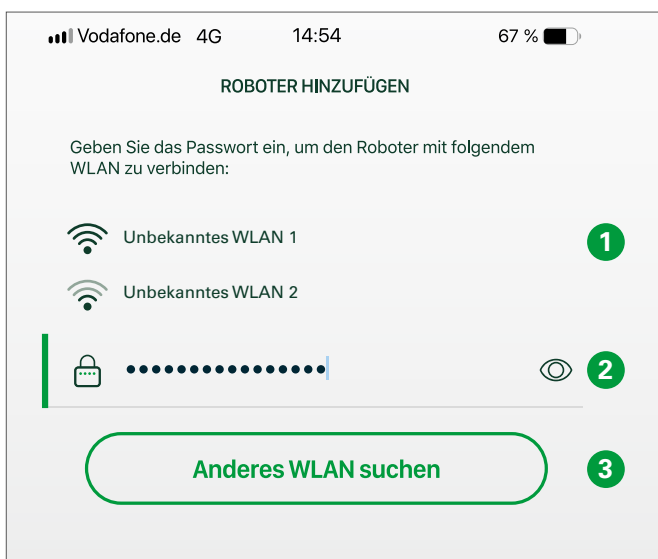 Vodafone.de 4G 14:54 67 %
ROBOTER HINZUFÜGEN
Geben Sie das Passwort ein, um den Roboter mit folgendem
WLAN zu verbinden:
Unbekanntes WLAN 1
1
Unbekanntes WLAN 2
••••••••••••••••
2
Anderes WLAN suchen
3